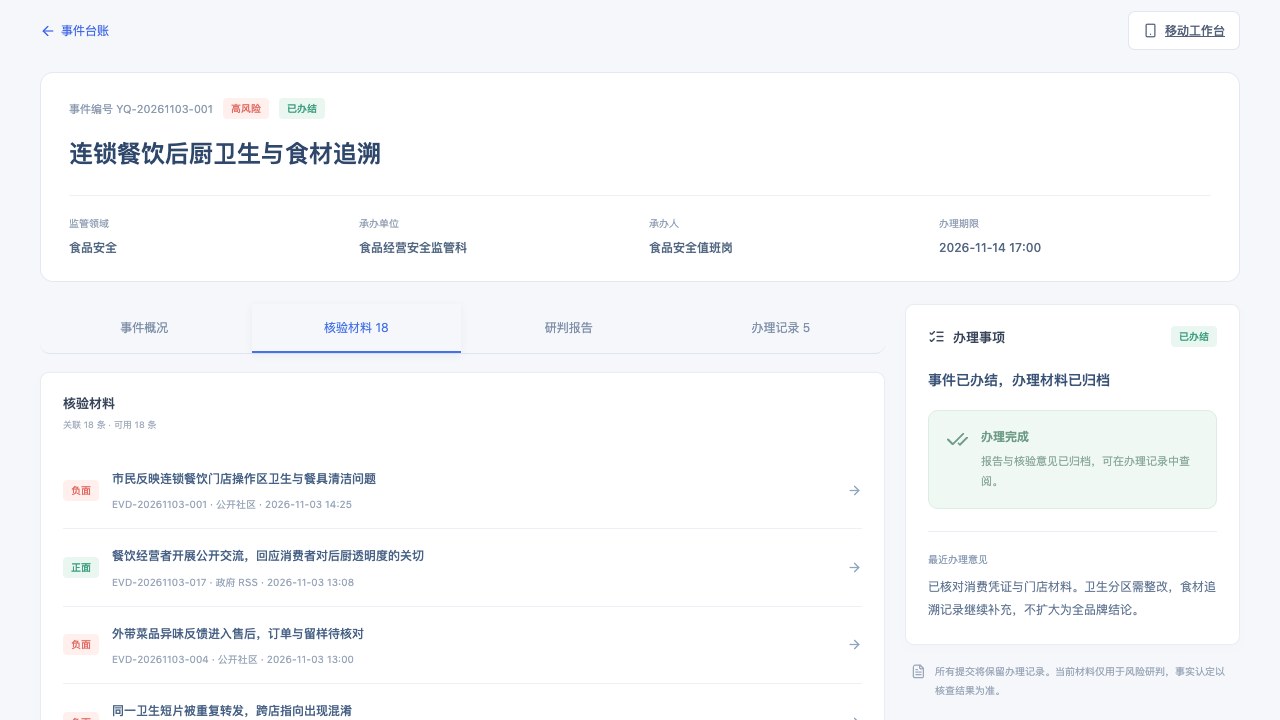 事件台账
移动工作台
事件编号 YQ-20261103-001 高风险 已办结
连锁餐饮后厨卫生与食材追溯
监管领域 承办单位 承办人 办理期限
食品安全 食品经营安全监管科 食品安全值班岗 2026-11-14 17:00
事件概况 核验材料 18 研判报告 办理记录 5
核验材料
关联 18 条 · 可用 18 条
负面
市民反映连锁餐饮门店操作区卫生与餐具清洁问题
EVD-20261103-001 · 公开社区 · 2026-11-03 14:25
正面
餐饮经营者开展公开交流，回应消费者对后厨透明度的关切
EVD-20261103-017 · 政府 RSS · 2026-11-03 13:08
负面
外带菜品异味反馈进入售后，订单与留样待核对
EVD-20261103-004 · 公开社区 · 2026-11-03 13:00
同一卫生短片被重复转发，跨店指向出现混淆
办理事项 已办结
事件已办结，办理材料已归档
办理完成
报告与核验意见已归档，可在办理记录中查
阅。
最近办理意见
已核对消费凭证与门店材料。卫生分区需整改，食材追
溯记录继续补充，不扩大为全品牌结论。
所有提交将保留办理记录。当前材料仅用于风险研判，事实认定以
核查结果为准。